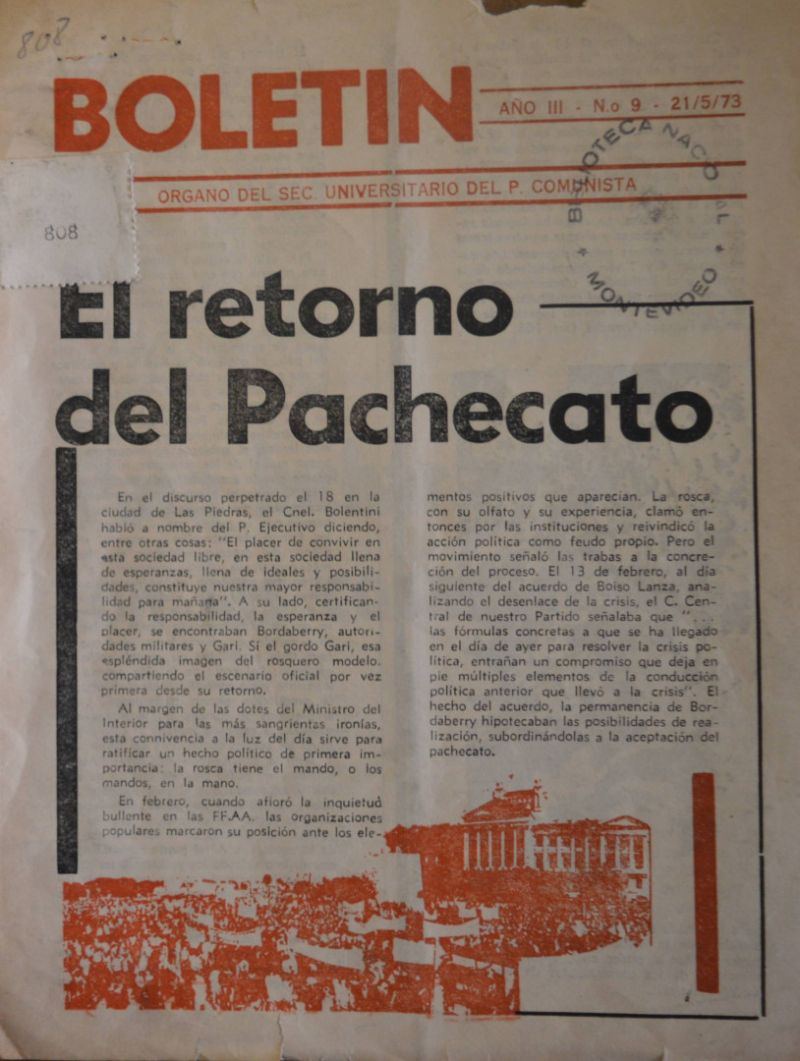 808
BOLETIN
AÑO III - N.o 9 - 21/5/73
ORGANO DEL SEC. UNIVERSITARIO DEL P. COMUNISTA
BIBLIOTECA NACIONAL
* MONTEVIDEO *
808
El retorno
del Pachecato
En el discurso perpetrado el 18 en la
ciudad de Las Piedras, el Cnel. Bolentini
habló a nombre del P. Ejecutivo diciendo,
entre otras cosas: "El placer de convivir en
esta sociedad libre, en esta sociedad llena
de esperanzas, llena de ideales y posibili-
dades, constituye nuestra mayor responsabi-
lidad para mañana". A su lado, certifican-
do la responsabilidad, la esperanza y el
placer, se encontraban Bordaberry, autori-
dades militares y Gari. Sí el gordo Gari, esa
espléndida imagen del rosquero modelo.
compartiendo el escenario oficial por vez
primera desde su retorno.
Al margen de las dotes del Ministro del
Interior para las más sangrientas ironías,
esta connivencia a la luz del día sirve para
ratificar un hecho político de primera im-
portancia: la rosca tiene el mando, o los
mandos, en la mano.
En febrero, cuando afloró la inquietud
bullente en las FF.AA. las organizaciones
populares marcaron su posición ante los ele-
mentos positivos que aparecían. La rosca,
con su olfato y su experiencia, clamó en-
tonces por las instituciones y reivindicó la
acción política como feudo propio. Pero el
movimiento señaló las trabas a la concre-
ción del proceso. El 13 de febrero, al día
siguiente del acuerdo de Boiso Lanza, ana-
lizando el desenlace de la crisis, el C. Cen-
tral de nuestro Partido señalaba que "...
las fórmulas concretas a que se ha llegado
en el día de ayer para resolver la crisis po-
lítica, entrañan un compromiso que deja en
pie múltiples elementos de la conducción
política anterior que llevó a la crisis". El
hecho del acuerdo, la permanencia de Bor-
daberry hipotecaban las posibilidades de rea-
lización, subordinándolas a la aceptación del
pachecato.